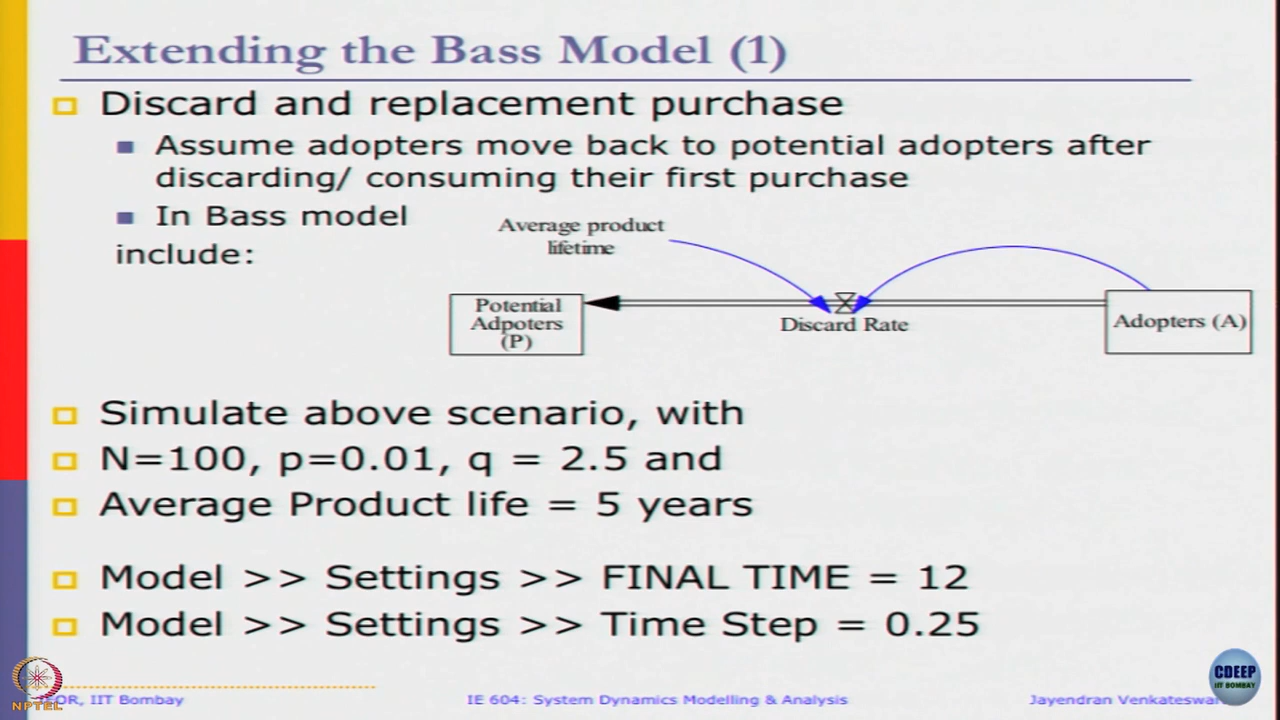 Extending the Bass Model (1)
Discard and replacement purchase
Assume adopters move back to potential adopters after
discarding/ consuming their first purchase
In Bass model
include:
Average product
lifetime
Potential
Adpoters
(P)
Discard Rate
Adopters (A)
Simulate above scenario, with
N=100, p=0.01, q = 2.5 and
Average Product life = 5 years
Model >> Settings >> FINAL TIME = 12
Model >> Settings >> Time Step = 0.25
NPTEL
IEOR, IIT Bombay
IE 604: System Dynamics Modelling & Analysis
Jayendran Venkateswar
CDEEP
IIT BOMBAY